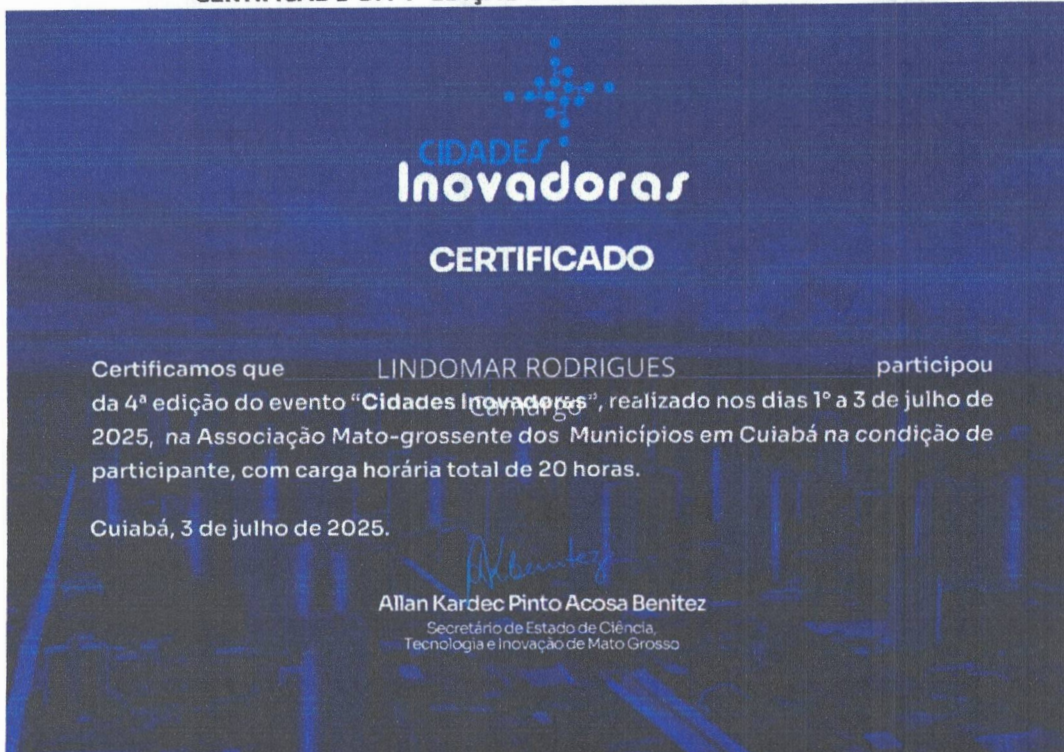 CIDADES
Inovadoras
CERTIFICADO
Certificamos que LINDOMAR RODRIGUES participou
Camargo
da 4ª edição do evento “Cidades Inovadoras”, realizado nos dias 1º a 3 de julho de
2025, na Associação Mato-grossente dos Municípios em Cuiabá na condição de
participante, com carga horária total de 20 horas.
Cuiabá, 3 de julho de 2025.
AKbenitez
Allan Kardec Pinto Acosa Benitez
Secretário de Estado de Ciência,
Tecnologia e Inovação de Mato Grosso